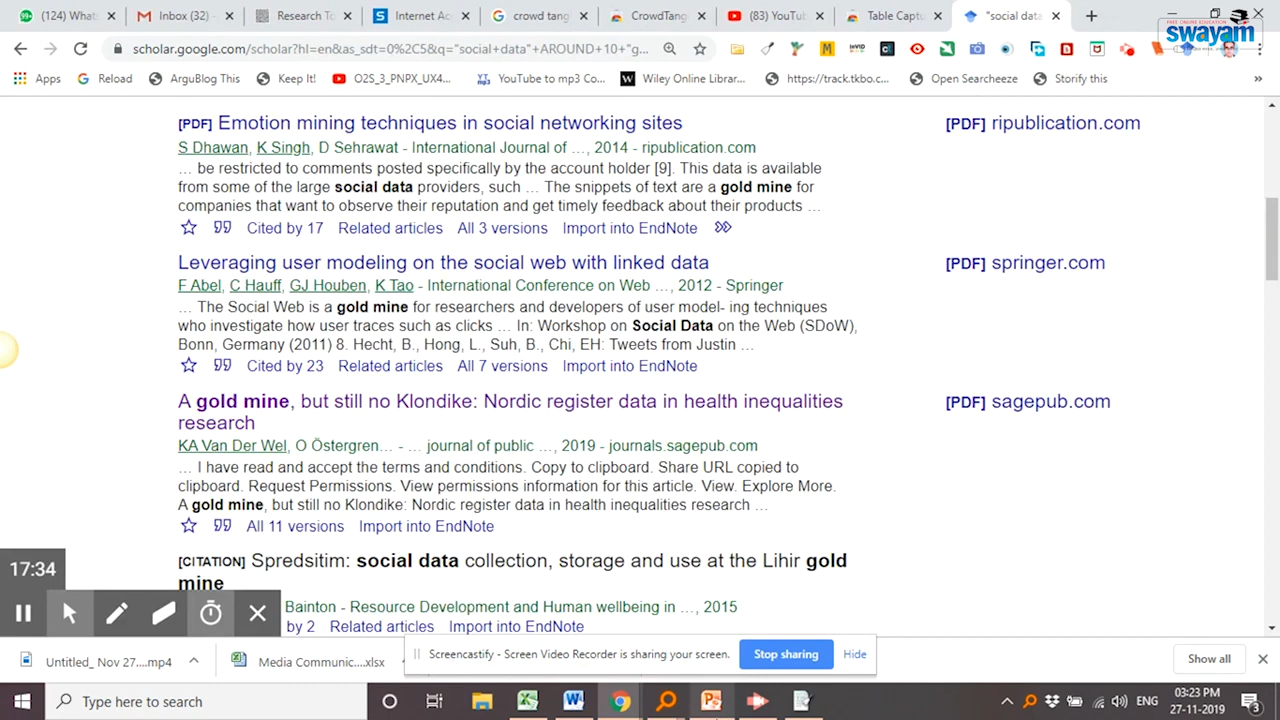 (124) Whats
Inbox (32)
Research To
Internet Ac
crowd tang
CrowdTang
(83) YouTu
Table Captu
"social data
FREE ONLINE EDUCATION
swayam
scholar.google.com/scholar?hl=en&as_sdt=0%2C5&q="social+data"+AROUND+10+"g...
Apps
Reload
ArguBlog This
Keep It!
O2S_3_PNPX_UX4...
YouTube to mp3 Co...
Wiley Online Librar...
https://track.tkbo.c...
Open Searcheeze
Storify this
»
[PDF] Emotion mining techniques in social networking sites
[PDF] ripublication.com
S Dhawan, K Singh, D Sehrawat - International Journal of …, 2014 - ripublication.com
… be restricted to comments posted specifically by the account holder [9]. This data is available
from some of the large social data providers, such … The snippets of text are a gold mine for
companies that want to observe their reputation and get timely feedback about their products …
Cited by 17 Related articles All 3 versions Import into EndNote
Leveraging user modeling on the social web with linked data
[PDF] springer.com
F Abel, C Hauff, GJ Houben, K Tao - International Conference on Web …, 2012 - Springer
… The Social Web is a gold mine for researchers and developers of user model- ing techniques
who investigate how user traces such as clicks … In: Workshop on Social Data on the Web (SDoW),
Bonn, Germany (2011) 8. Hecht, B., Hong, L., Suh, B., Chi, EH: Tweets from Justin …
Cited by 23 Related articles All 7 versions Import into EndNote
A gold mine, but still no Klondike: Nordic register data in health inequalities
research
[PDF] sagepub.com
KA Van Der Wel, O Östergren… - … journal of public …, 2019 - journals.sagepub.com
… I have read and accept the terms and conditions. Copy to clipboard. Share URL copied to
clipboard. Request Permissions. View permissions information for this article. View. Explore More.
A gold mine, but still no Klondike: Nordic register data in health inequalities research …
All 11 versions Import into EndNote
[CITATION] Spredsitim: social data collection, storage and use at the Lihir gold
mine
Bainton - Resource Development and Human wellbeing in …, 2015
by 2 Related articles Import into EndNote
17:34
Screencastify - Screen Video Recorder is sharing your screen.
Stop sharing
Hide
Untitled_ Nov 27....mp4
Media Communic....xlsx
Show all
Type here to search
ENG
03:23 PM
27-11-2019
3